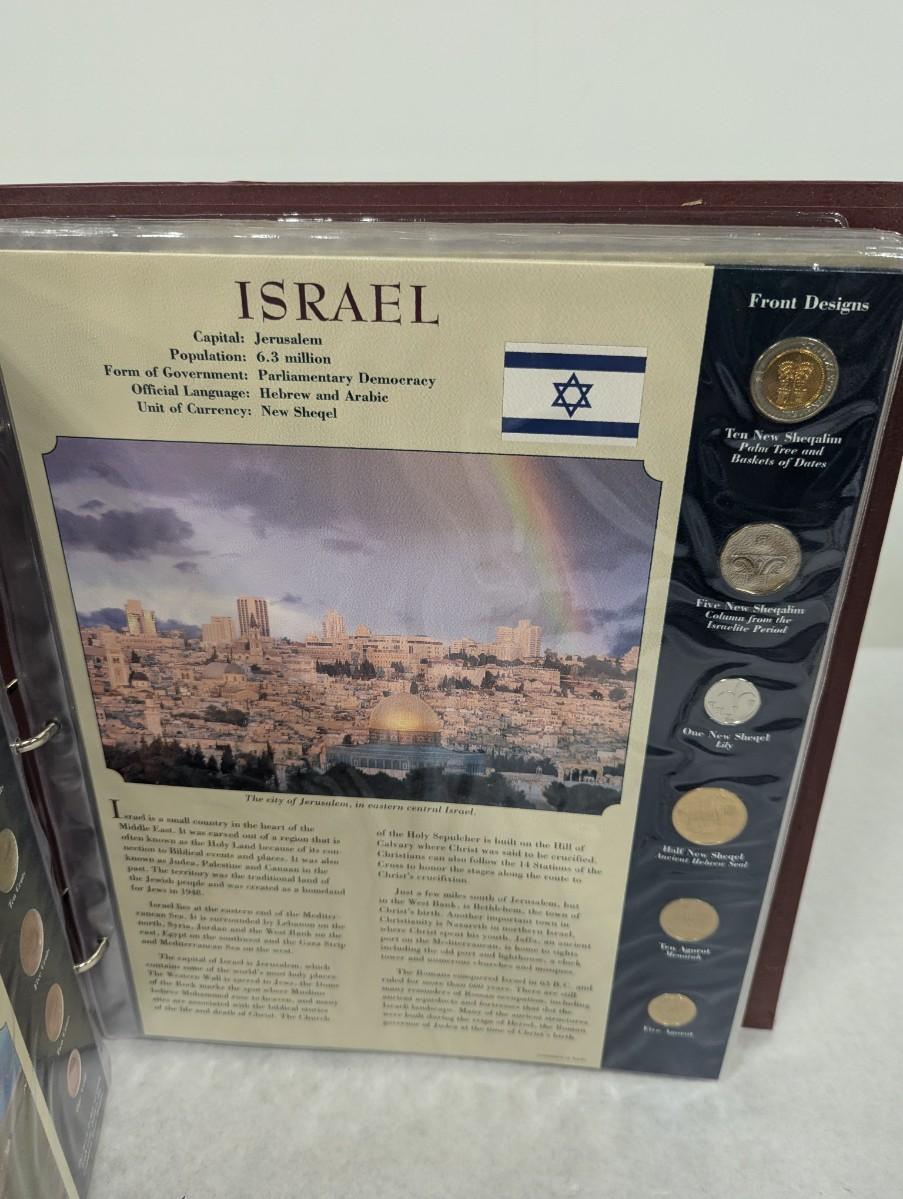 ISRAEL
Capital: Jerusalem
Population: 6.3 million
Form of Government: Parliamentary Democracy
Official Language: Hebrew and Arabic
Unit of Currency: New Sheqel
The city of Jerusalem, in eastern central Israel.
Israel is a small country in the heart of the
Middle East. It was carved out of a region that is
often known as the Holy Land because of its con-
nection to Biblical events and places. It was also
known as Judea, Palestine and Canaan in the
past. The territory was the traditional land of
the Jewish people and was created as a homeland
for Jews in 1948.
Israel lies at the eastern end of the Mediter-
ranean Sea. It is surrounded by Lebanon on the
north, Syria, Jordan and the West Bank on the
east, Egypt on the southwest and the Gaza Strip
and Mediterranean Sea on the west.
The capital of Israel is Jerusalem, which
contains some of the world's most holy places.
The Western Wall is sacred to Jews, the Dome
of the Rock marks the spot where Muslims
believe Mohammed rose to heaven, and many
sites are associated with the biblical stories
of the life and death of Christ. The Church
of the Holy Sepulcher is built on the Hill of
Calvary where Christ was said to be crucified.
Christians can also follow the 14 Stations of the
Cross to honor the stages along the route to
Christ's crucifixion.
Just a few miles south of Jerusalem, but
in the West Bank, is Bethlehem, the town of
Christ's birth. Another important town in
Christianity is Nazareth in northern Israel,
where Christ spent his youth. Jaffa, an ancient
port on the Mediterranean, is home to sights
including the old port and lighthouse, a clock
tower and numerous churches and mosques.
The Romans conquered Israel in 63 B.C. and
ruled for more than 600 years. There are still
many reminders of Roman occupation, including
ancient aqueducts and fortresses that dot the
Israeli landscape. Many of the ancient structures
were built during the reign of Herod, the Roman
governor of Judea at the time of Christ's birth.
Front Designs
Ten New Sheqalim
Palm Tree and
Baskets of Dates
Five New Sheqalim
Column from the
Israelite Period
One New Sheqel
Lily
Half New Sheqel
Ancient Hebrew Seal
Ten Agorot
Menorah
Five Agorot